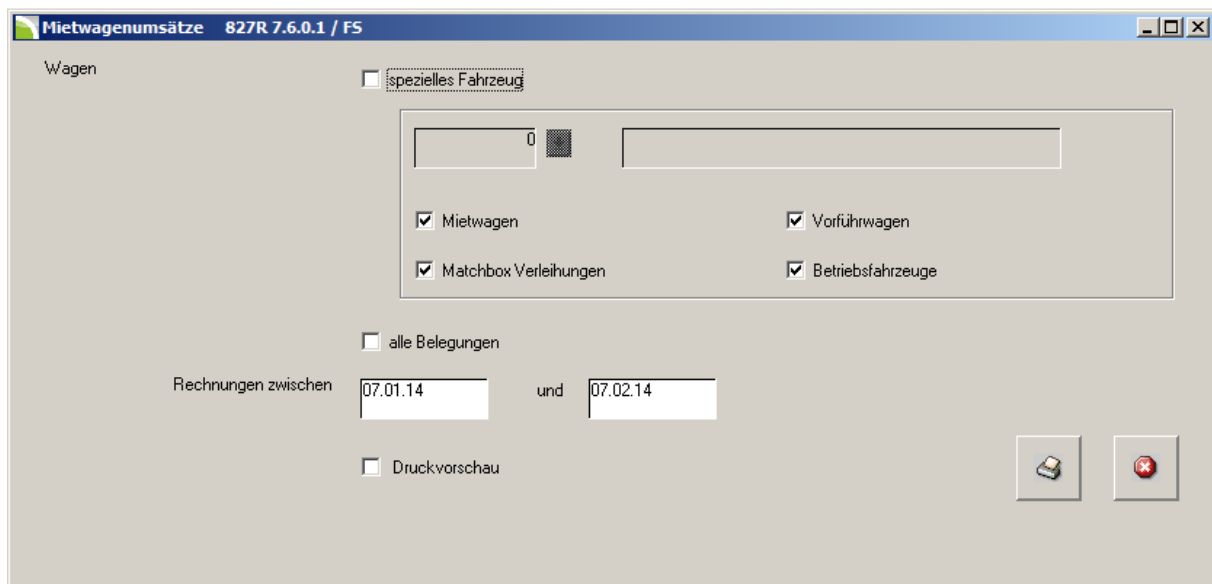 Mietwagenumsätze 827R 7.6.0.1 / FS
Wagen
spezielles Fahrzeug
0
Mietwagen Vorführwagen
Matchbox Verleihungen Betriebsfahrzeuge
alle Belegungen
Rechnungen zwischen 07.01.14 und 07.02.14
Druckvorschau